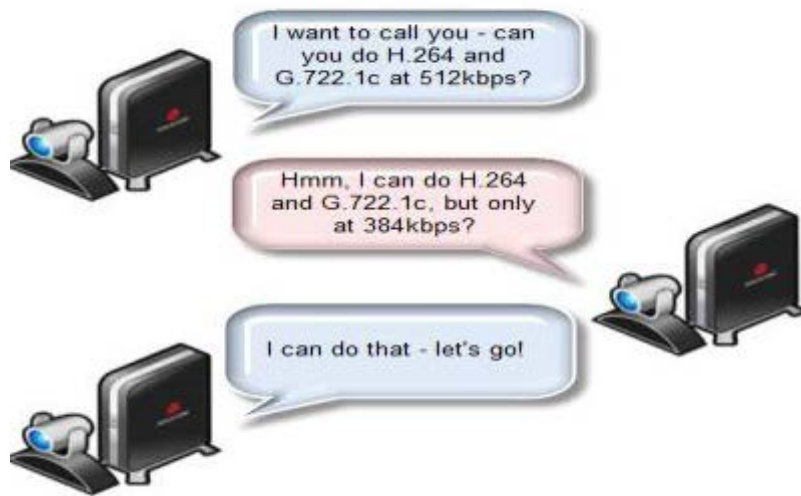 I want to call you - can
you do H.264 and
G.722.1c at 512kbps?
Hmm, I can do H.264
and G.722.1c, but only
at 384kbps?
I can do that - let's go!